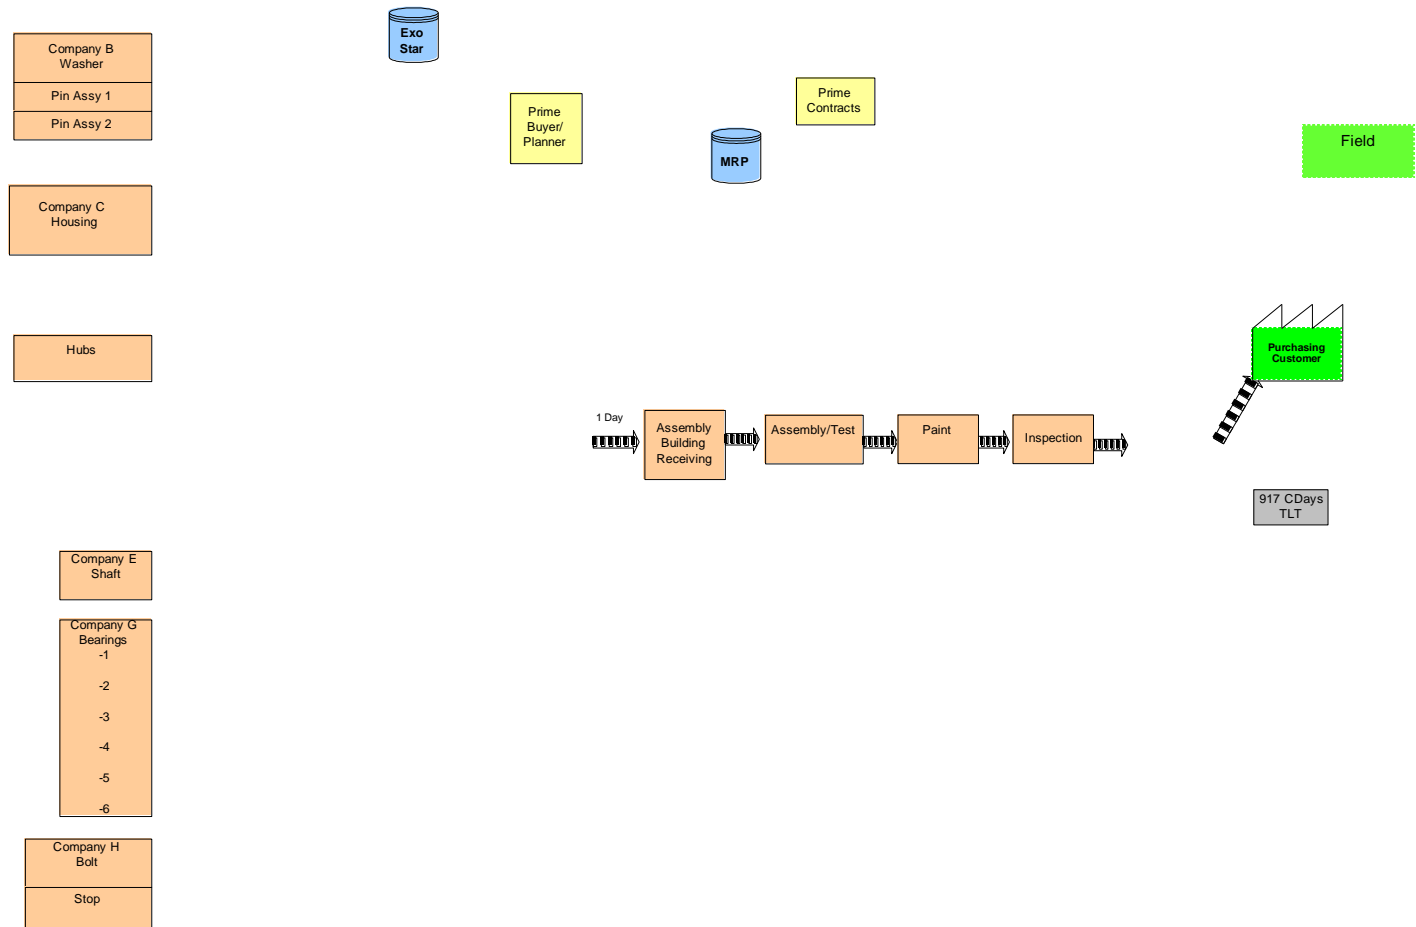 Exo
Star
Company B
Washer
Pin Assy 1
Pin Assy 2
Prime
Buyer/
Planner
Prime
Contracts
MRP
Field
Company C
Housing
Hubs
Purchasing
Customer
1 Day
Assembly
Building
Receiving
Assembly/Test
Paint
Inspection
917 CDays
TLT
Company E
Shaft
Company G
Bearings
-1
-2
-3
-4
-5
-6
Company H
Bolt
Stop